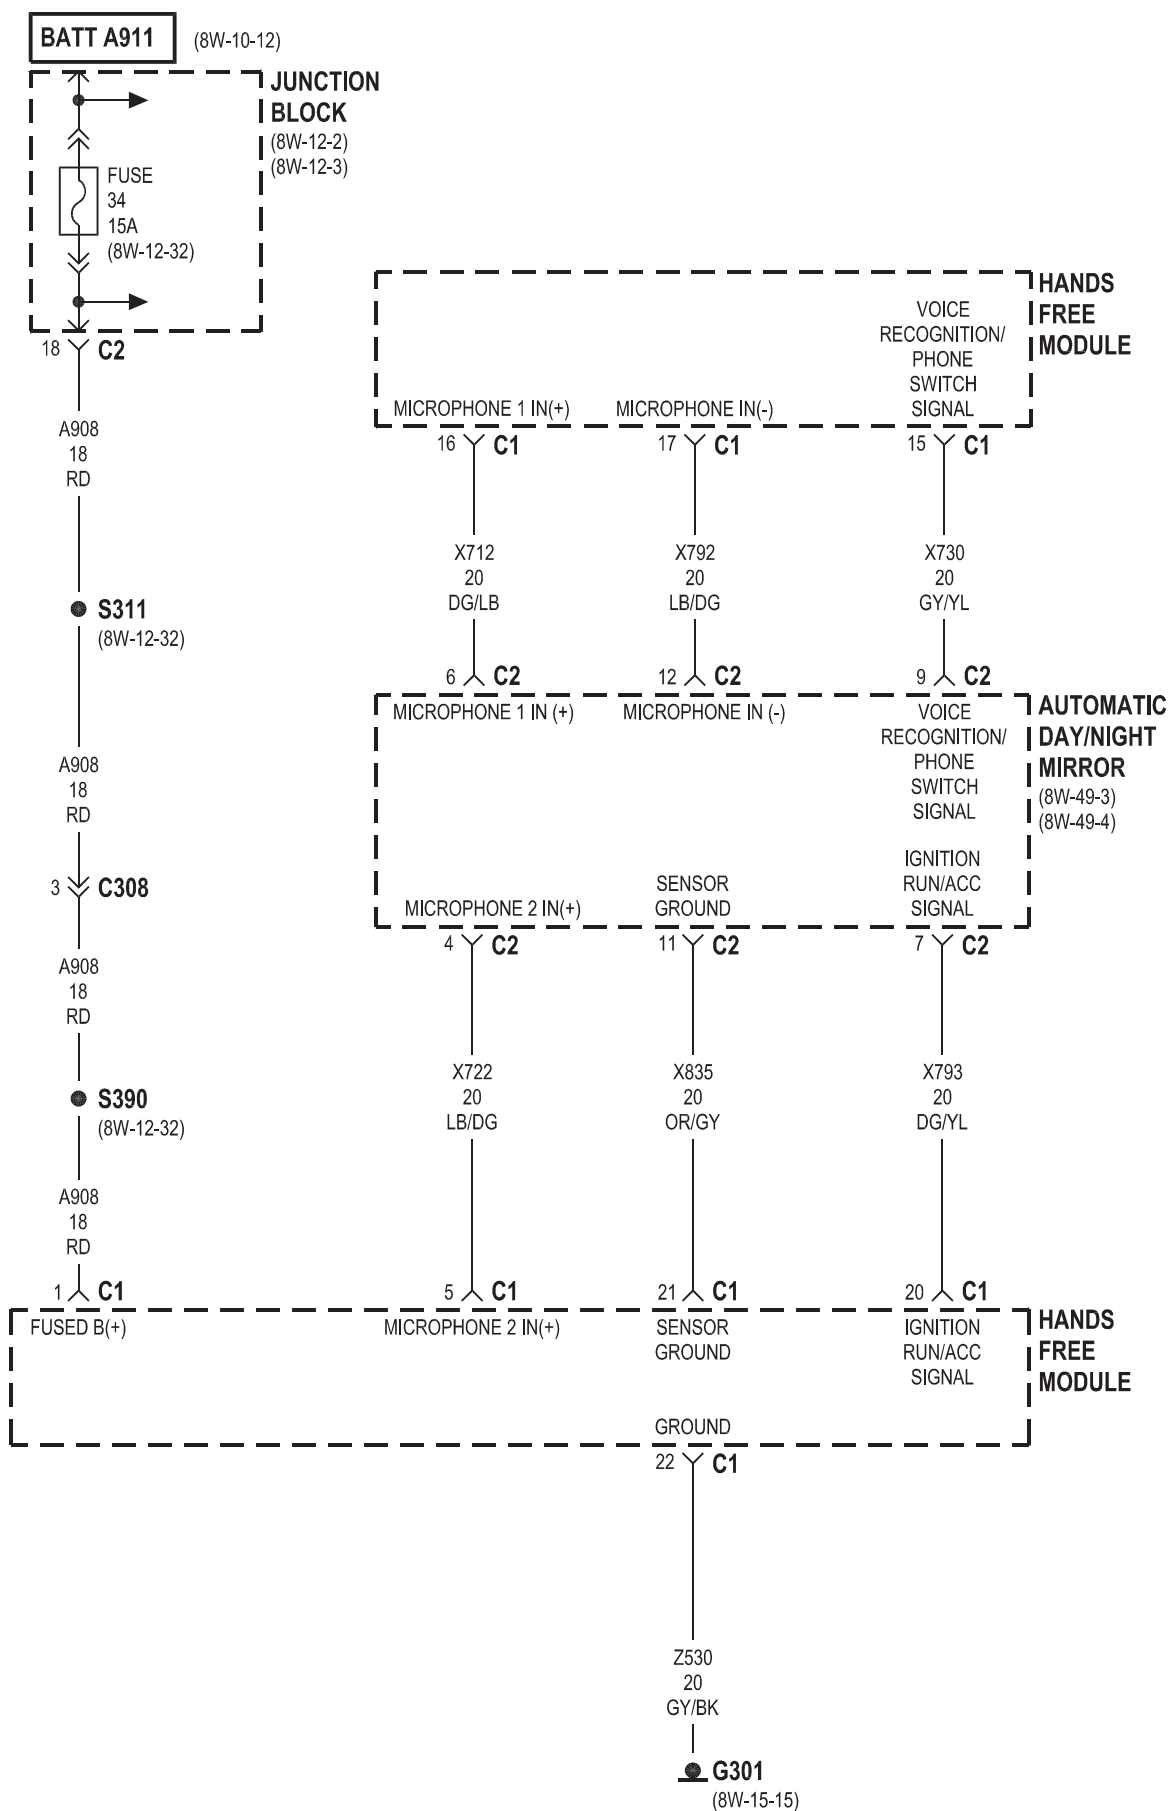 BATT A911 (8W-10-12)
JUNCTION
BLOCK
(8W-12-2)
(8W-12-3)
FUSE
34
15A
(8W-12-32)
18 C2
A908
18
RD
S311
(8W-12-32)
A908
18
RD
3 C308
A908
18
RD
S390
(8W-12-32)
A908
18
RD
1 C1
FUSED B(+)
HANDS
FREE
MODULE
VOICE
RECOGNITION/
PHONE
SWITCH
SIGNAL
MICROPHONE 1 IN(+) MICROPHONE IN(-)
16 C1 17 C1 15 C1
X712 X792 X730
20 20 20
DG/LB LB/DG GY/YL
6 C2 12 C2 9 C2
AUTOMATIC
DAY/NIGHT
MIRROR
(8W-49-3)
(8W-49-4)
MICROPHONE 1 IN (+) MICROPHONE IN (-) VOICE
RECOGNITION/
PHONE
SWITCH
SIGNAL
IGNITION
RUN/ACC
SIGNAL
SENSOR
GROUND
MICROPHONE 2 IN(+)
4 C2 11 C2 7 C2
X722 X835 X793
20 20 20
LB/DG OR/GY DG/YL
5 C1 21 C1 20 C1
HANDS
FREE
MODULE
MICROPHONE 2 IN(+) SENSOR IGNITION
GROUND RUN/ACC
SIGNAL
GROUND
22 C1
Z530
20
GY/BK
G301
(8W-15-15)